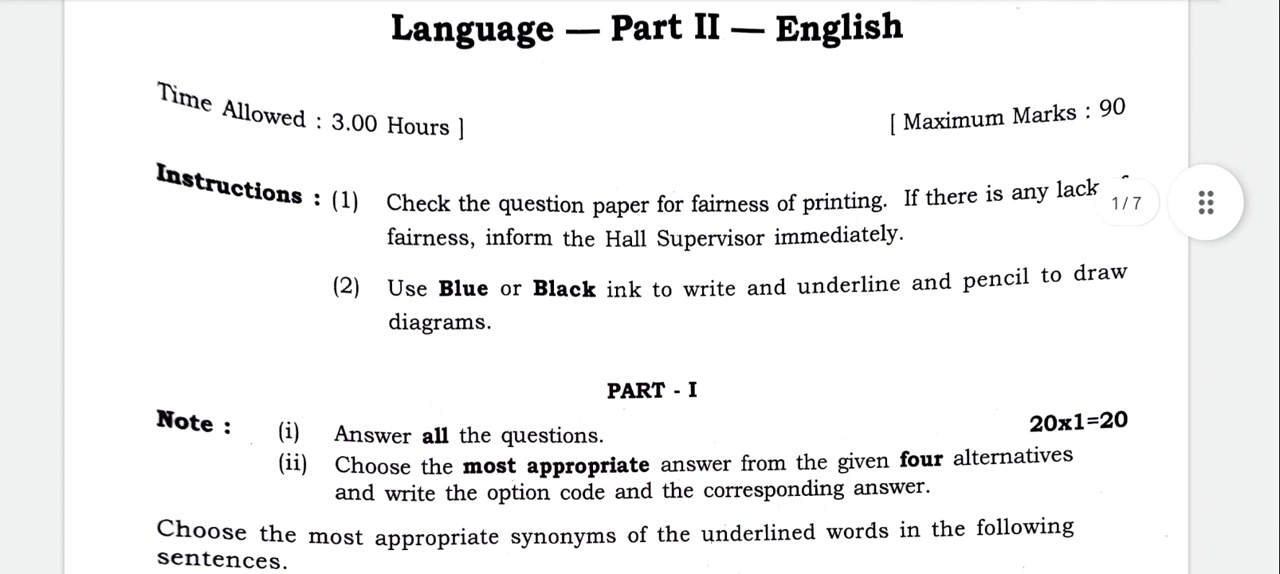 Language — Part II — English
Time Allowed : 3.00 Hours ]
[ Maximum Marks : 90
Instructions : (1) Check the question paper for fairness of printing. If there is any lack
fairness, inform the Hall Supervisor immediately.
1/7
(2) Use Blue or Black ink to write and underline and pencil to draw
diagrams.
PART - I
Note : (i) Answer all the questions.
20x1=20
(ii) Choose the most appropriate answer from the given four alternatives
and write the option code and the corresponding answer.
Choose the most appropriate synonyms of the underlined words in the following
sentences.